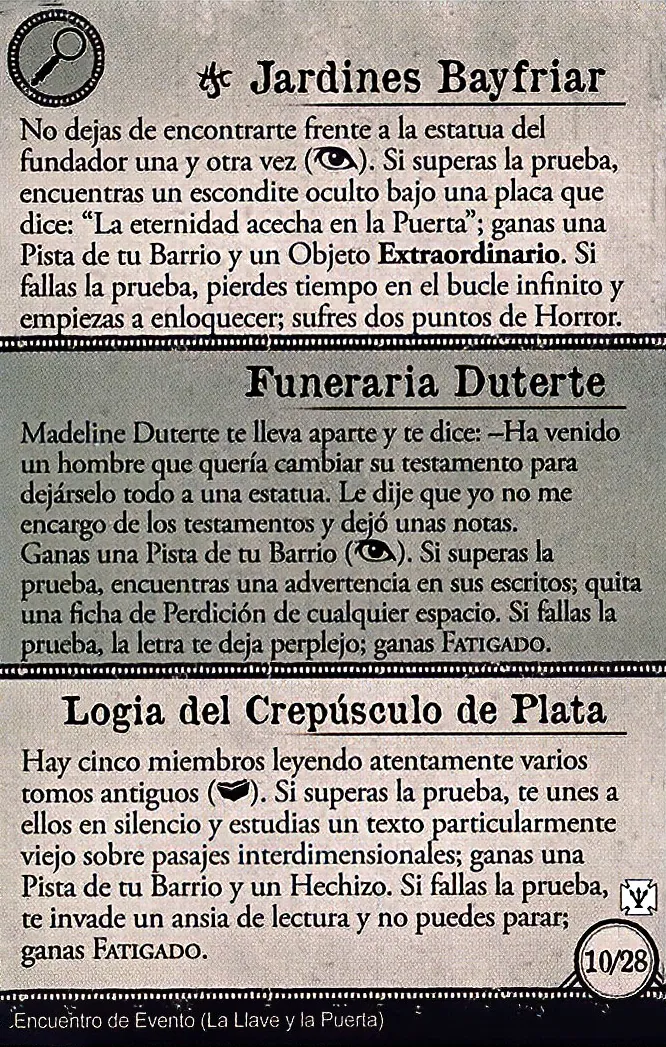 Jardines Bayfriar
No dejas de encontrarte frente a la estatua del
fundador una y otra vez (). Si superas la prueba,
encuentras un escondite oculto bajo una placa que
dice: “La eternidad acecha en la Puerta”; ganas una
Pista de tu Barrio y un Objeto Extraordinario. Si
fallas la prueba, pierdes tiempo en el bucle infinito y
empiezas a enloquecer; sufres dos puntos de Horror.
Funeraria Duterte
Madeline Duterte te lleva aparte y te dice: –Ha venido
un hombre que quería cambiar su testamento para
dejárselo todo a una estatua. Le dije que yo no me
encargo de los testamentos y dejó unas notas.
Ganas una Pista de tu Barrio (). Si superas la
prueba, encuentras una advertencia en sus escritos; quita
una ficha de Perdición de cualquier espacio. Si fallas la
prueba, la letra te deja perplejo; ganas FATIGADO.
Logia del Crepúsculo de Plata
Hay cinco miembros leyendo atentamente varios
tomos antiguos (). Si superas la prueba, te unes a
ellos en silencio y estudias un texto particularmente
viejo sobre pasajes interdimensionales; ganas una
Pista de tu Barrio y un Hechizo. Si fallas la prueba,
te invade un ansia de lectura y no puedes parar;
ganas FATIGADO.
10/28
Encuentro de Evento (La Llave y la Puerta)